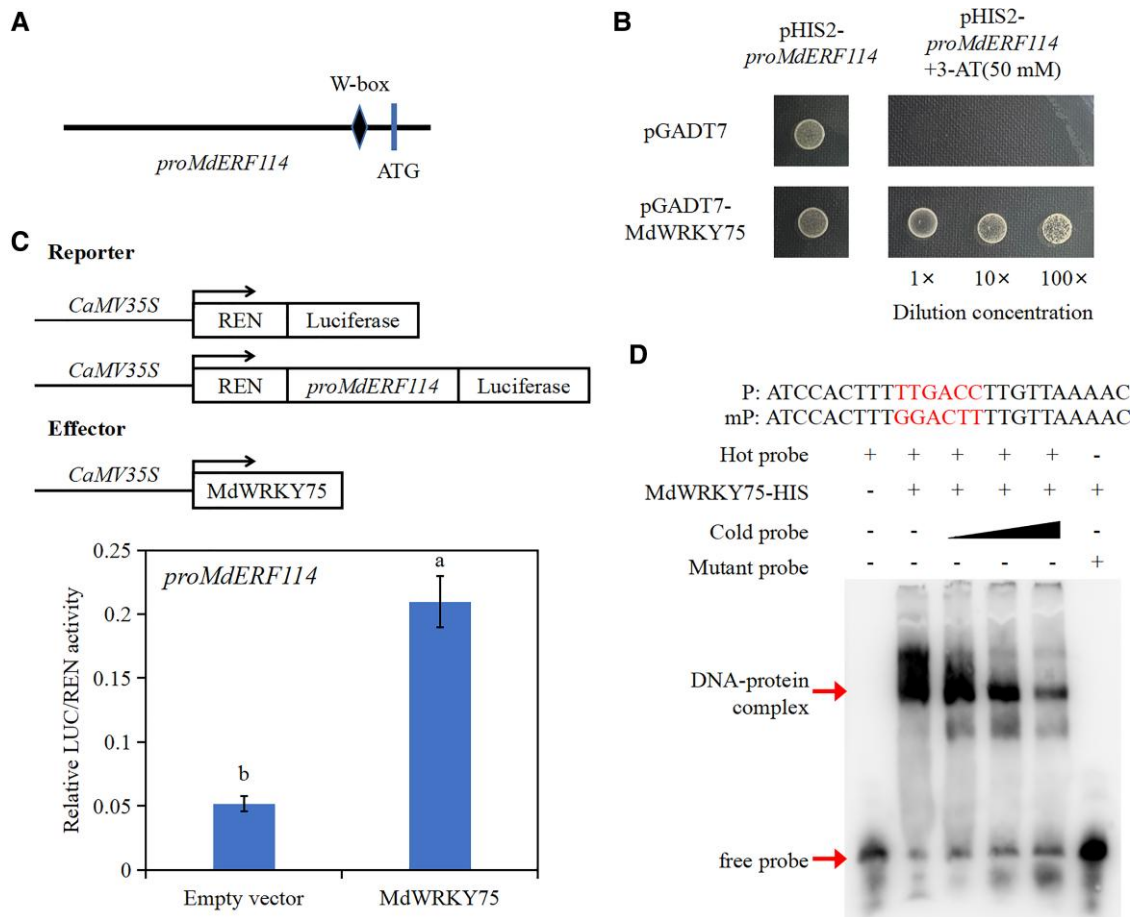 A
W-box
proMdERF114
ATG
B
pHIS2-
proMdERF114
pHIS2-
proMdERF114
+3-AT(50 mM)
pGADT7
pGADT7-
MdWRKY75
1× 10× 100×
Dilution concentration
C
Reporter
CaMV35S REN Luciferase
CaMV35S REN proMdERF114 Luciferase
Effector
CaMV35S MdWRKY75
proMdERF114
Relative LUC/REN activity
0.25
0.2
0.15
0.1
0.05
0
b
a
Empty vector MdWRKY75
D
P: ATCCACTTTTTGACCTTGTTAAAAC
mP: ATCCACTTTGGACTTTTGTTAAAAC
Hot probe + + + + + -
MdWRKY75-HIS - + + + + +
Cold probe - - -
Mutant probe - - - - - +
DNA-protein
complex
free probe